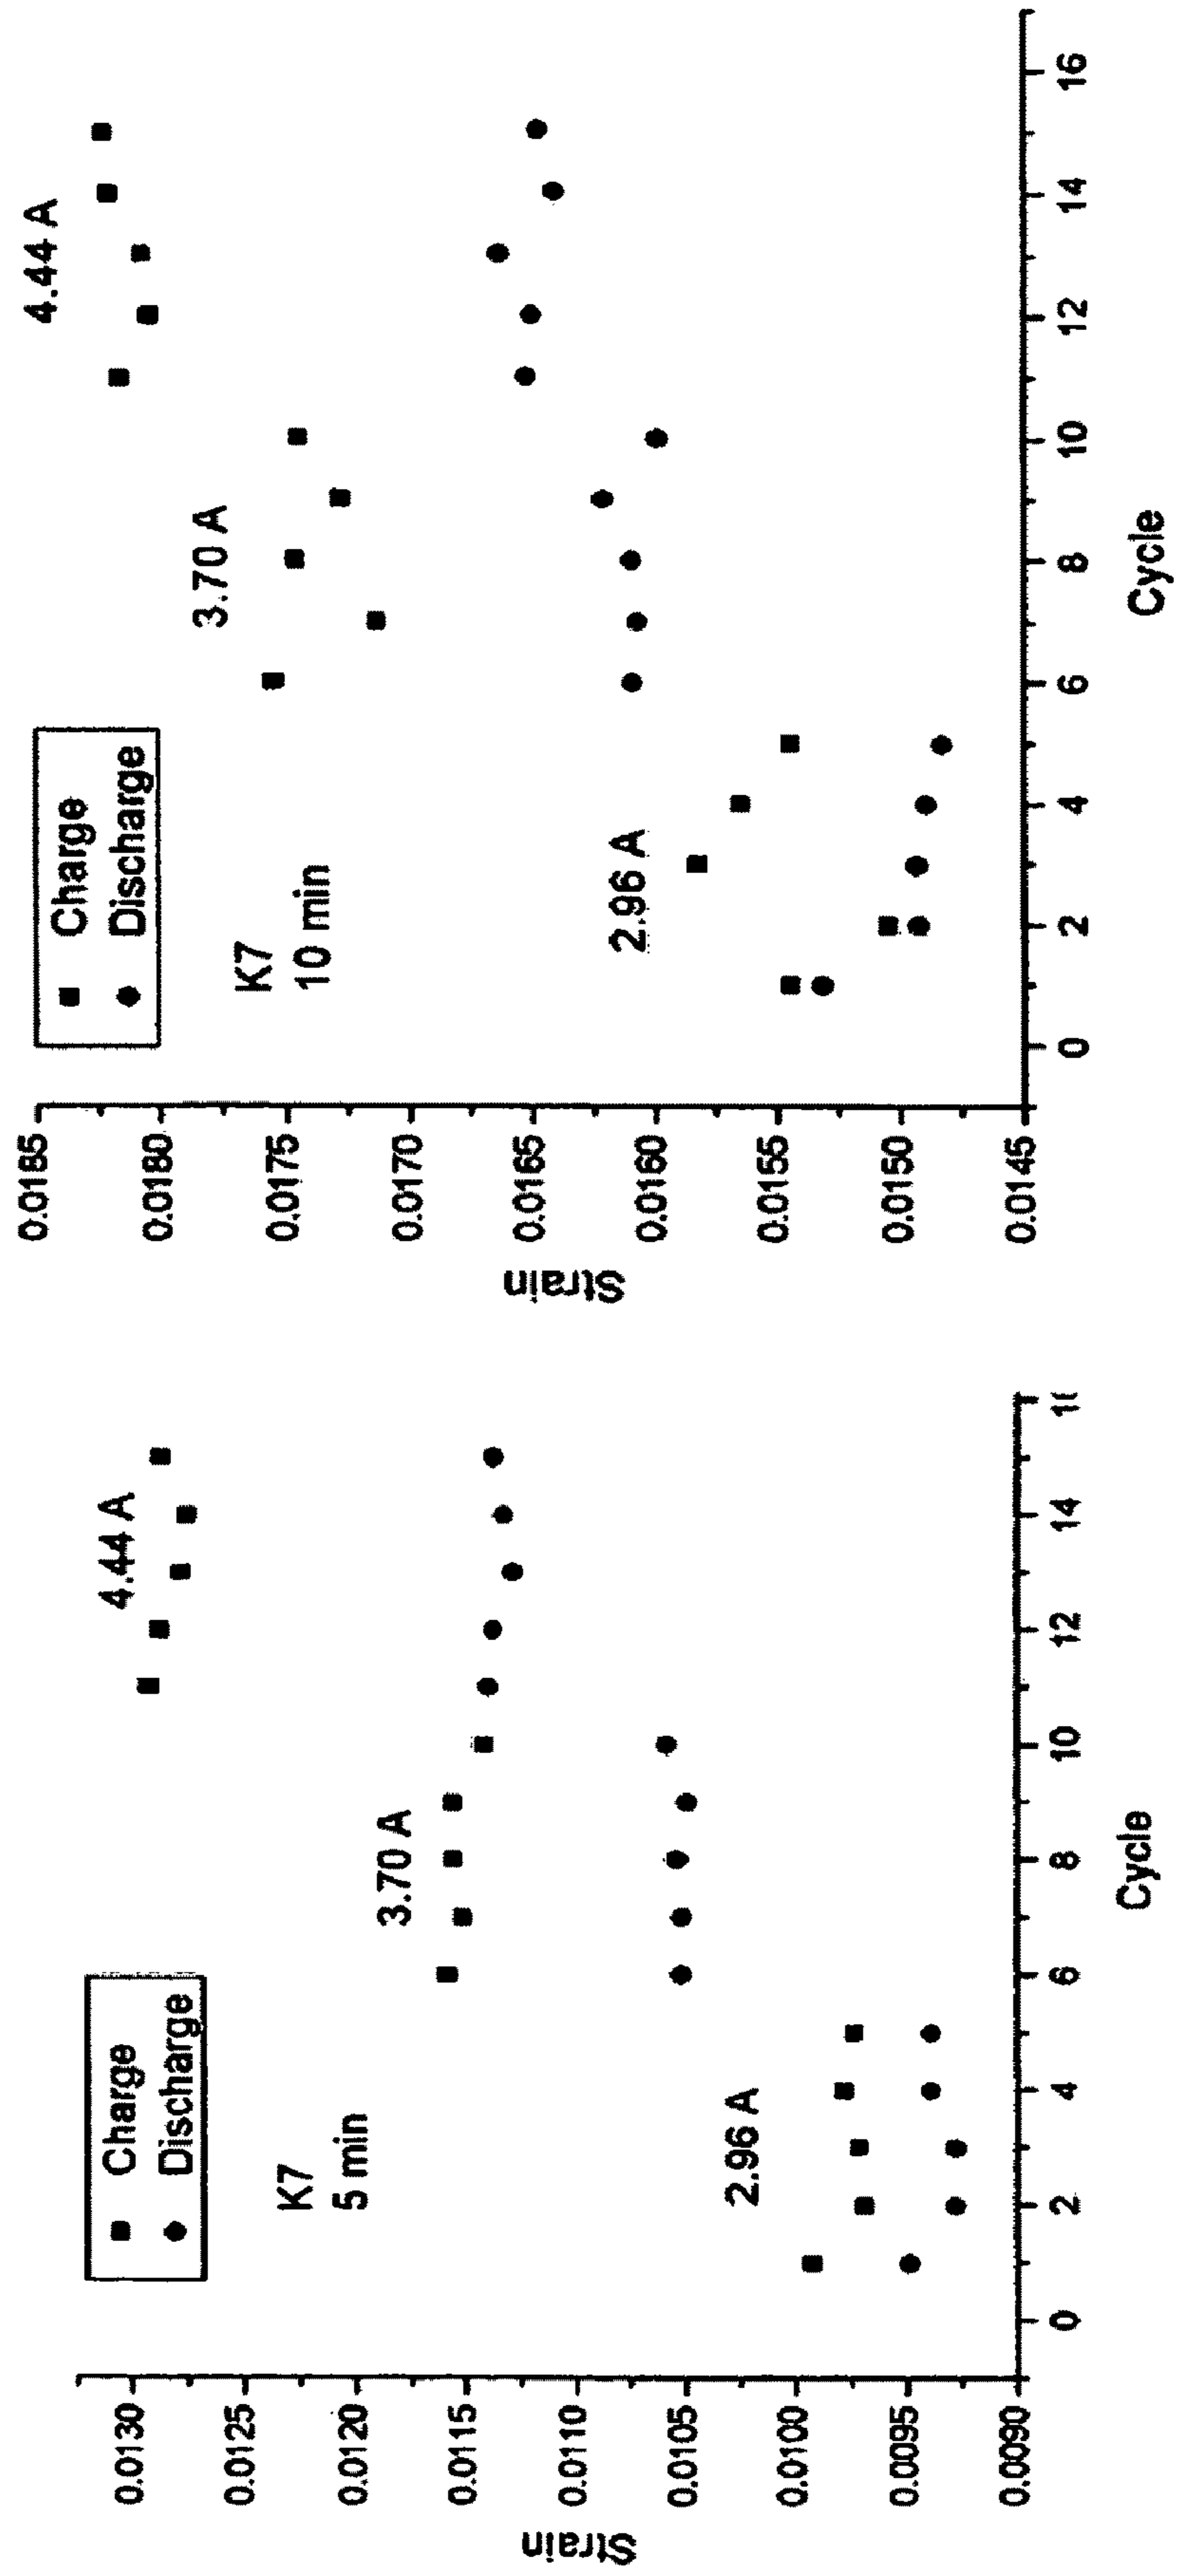 Charge
Discharge
K7
5 min
2.96 A
3.70 A
4.44 A
0.0130
0.0125
0.0120
0.0115
0.0110
0.0105
0.0100
0.0095
0.0090
Strain
0 2 4 6 8 10 12 14
Cycle
Charge
Discharge
K7
10 min
2.96 A
3.70 A
4.44 A
0.0185
0.0180
0.0175
0.0170
0.0165
0.0160
0.0155
0.0150
0.0145
Strain
0 2 4 6 8 10 12 14 16
Cycle